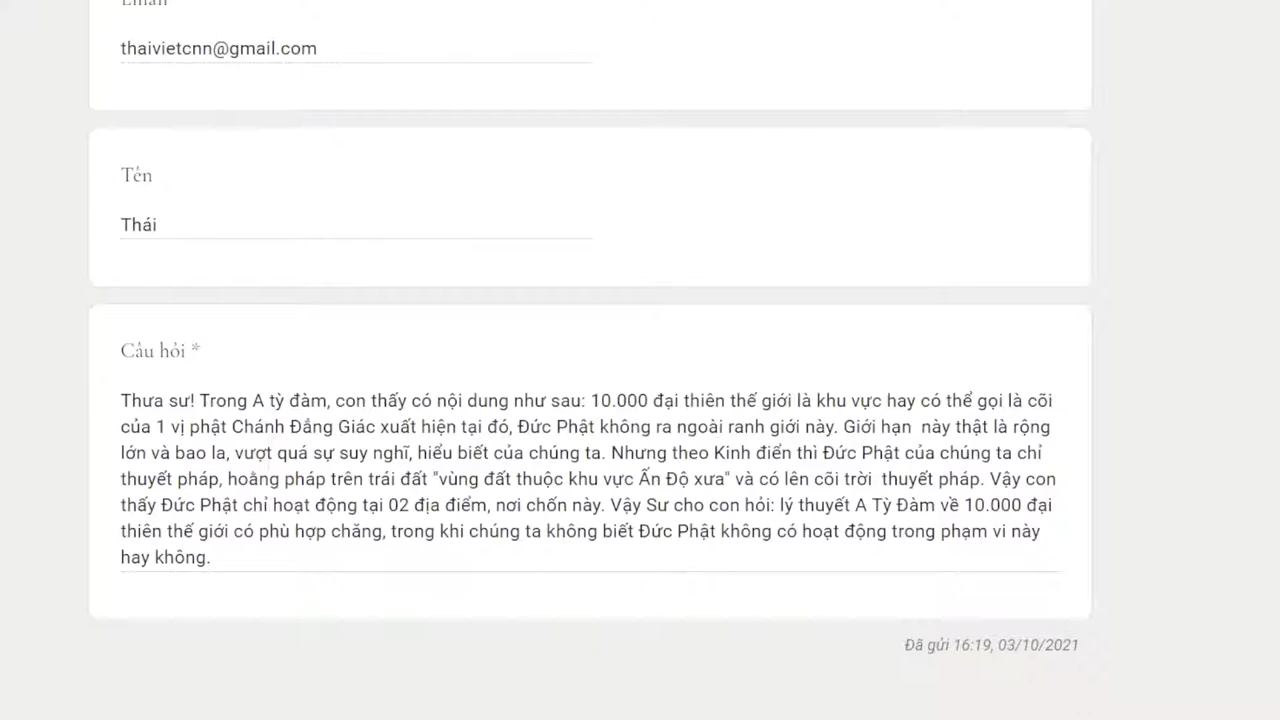 Email
thaivietcnn@gmail.com
Tên
Thái
Câu hỏi *
Thưa sư! Trong A tỳ đàm, con thấy có nội dung như sau: 10.000 đại thiên thế giới là khu vực hay có thể gọi là cõi
của 1 vị phật Chánh Đẳng Giác xuất hiện tại đó, Đức Phật không ra ngoài ranh giới này. Giới hạn  này thật là rộng
lớn và bao la, vượt quá sự suy nghĩ, hiểu biết của chúng ta. Nhưng theo Kinh điển thì Đức Phật của chúng ta chỉ
thuyết pháp, hoằng pháp trên trái đất "vùng đất thuộc khu vực Ấn Độ xưa" và có lên cõi trời  thuyết pháp. Vậy con
thấy Đức Phật chỉ hoạt động tại 02 địa điểm, nơi chốn này. Vậy Sư cho con hỏi: lý thuyết A Tỳ Đàm về 10.000 đại
thiên thế giới có phù hợp chăng, trong khi chúng ta không biết Đức Phật không có hoạt động trong phạm vi này
hay không.
Đã gửi 16:19, 03/10/2021